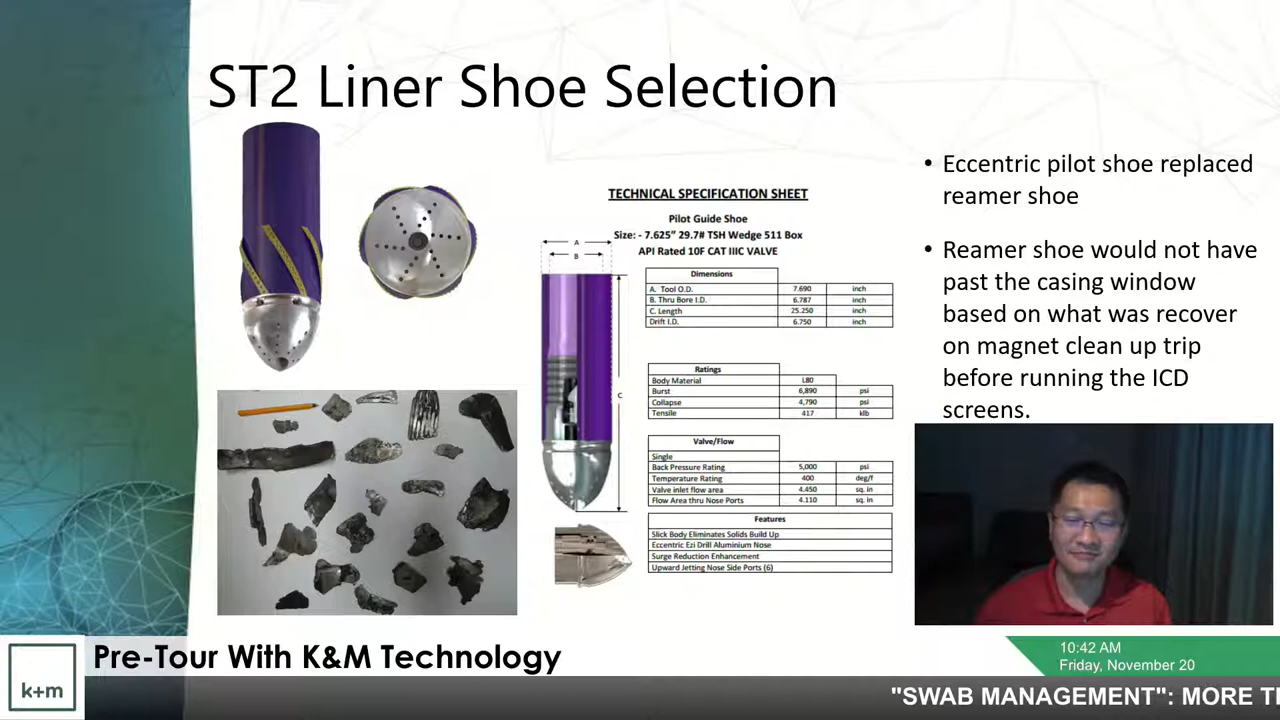 ST2 Liner Shoe Selection
TECHNICAL SPECIFICATION SHEET
Pilot Guide Shoe
Size: - 7.625" 29.7# TSH Wedge 511 Box
API Rated 10F CAT IIIC VALVE
A
B
C
Dimensions
A. Tool O.D. 7.690 inch
B. Thru Bore I.D. 6.787 inch
C. Length 25.250 inch
Drift I.D. 6.750 inch
Ratings
Body Material L80
Burst 6,890 psi
Collapse 4,790 psi
Tensile 417 klb
Valve/Flow
Single
Back Pressure Rating 5,000 psi
Temperature Rating 400 deg/f
Valve inlet flow area 4.450 sq. in
Flow Area thru Nose Ports 4.110 sq. in
Features
Slick Body Eliminates Solids Build Up
Eccentric Ezi Drill Aluminium Nose
Surge Reduction Enhancement
Upward Jetting Nose Side Ports (6)
• Eccentric pilot shoe replaced
reamer shoe
• Reamer shoe would not have
past the casing window
based on what was recover
on magnet clean up trip
before running the ICD
screens.
k+m
Pre-Tour With K&M Technology
10:42 AM
Friday, November 20
"SWAB MANAGEMENT": MORE T